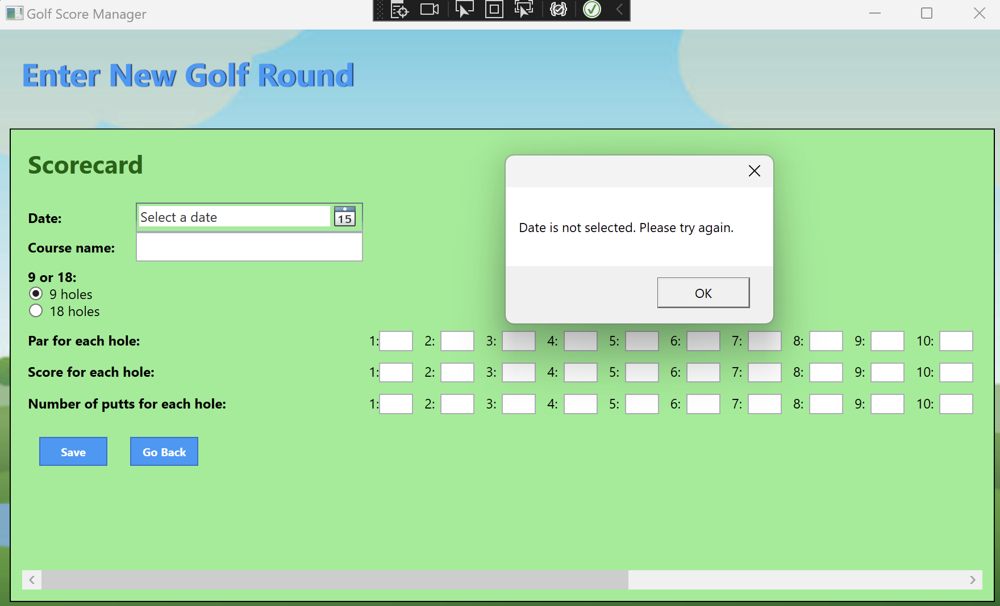 Golf Score Manager
Enter New Golf Round
Scorecard
Date is not selected. Please try again.
OK
Date:
Select a date
15
Course name:
9 or 18:
9 holes
18 holes
Par for each hole: 1: 2: 3: 4: 5: 6: 7: 8: 9: 10:
Score for each hole: 1: 2: 3: 4: 5: 6: 7: 8: 9: 10:
Number of putts for each hole: 1: 2: 3: 4: 5: 6: 7: 8: 9: 10:
Save Go Back